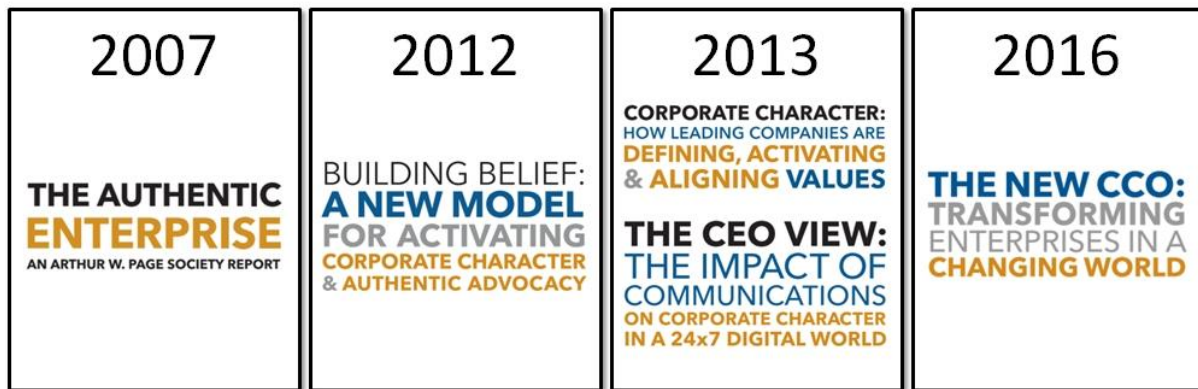 2007
THE AUTHENTIC
ENTERPRISE
AN ARTHUR W. PAGE SOCIETY REPORT
2012
BUILDING BELIEF:
A NEW MODEL
FOR ACTIVATING
CORPORATE CHARACTER
& AUTHENTIC ADVOCACY
2013
CORPORATE CHARACTER:
HOW LEADING COMPANIES ARE
DEFINING, ACTIVATING
& ALIGNING VALUES
THE CEO VIEW:
THE IMPACT OF
COMMUNICATIONS
ON CORPORATE CHARACTER
IN A 24x7 DIGITAL WORLD
2016
THE NEW CCO:
TRANSFORMING
ENTERPRISES IN A
CHANGING WORLD